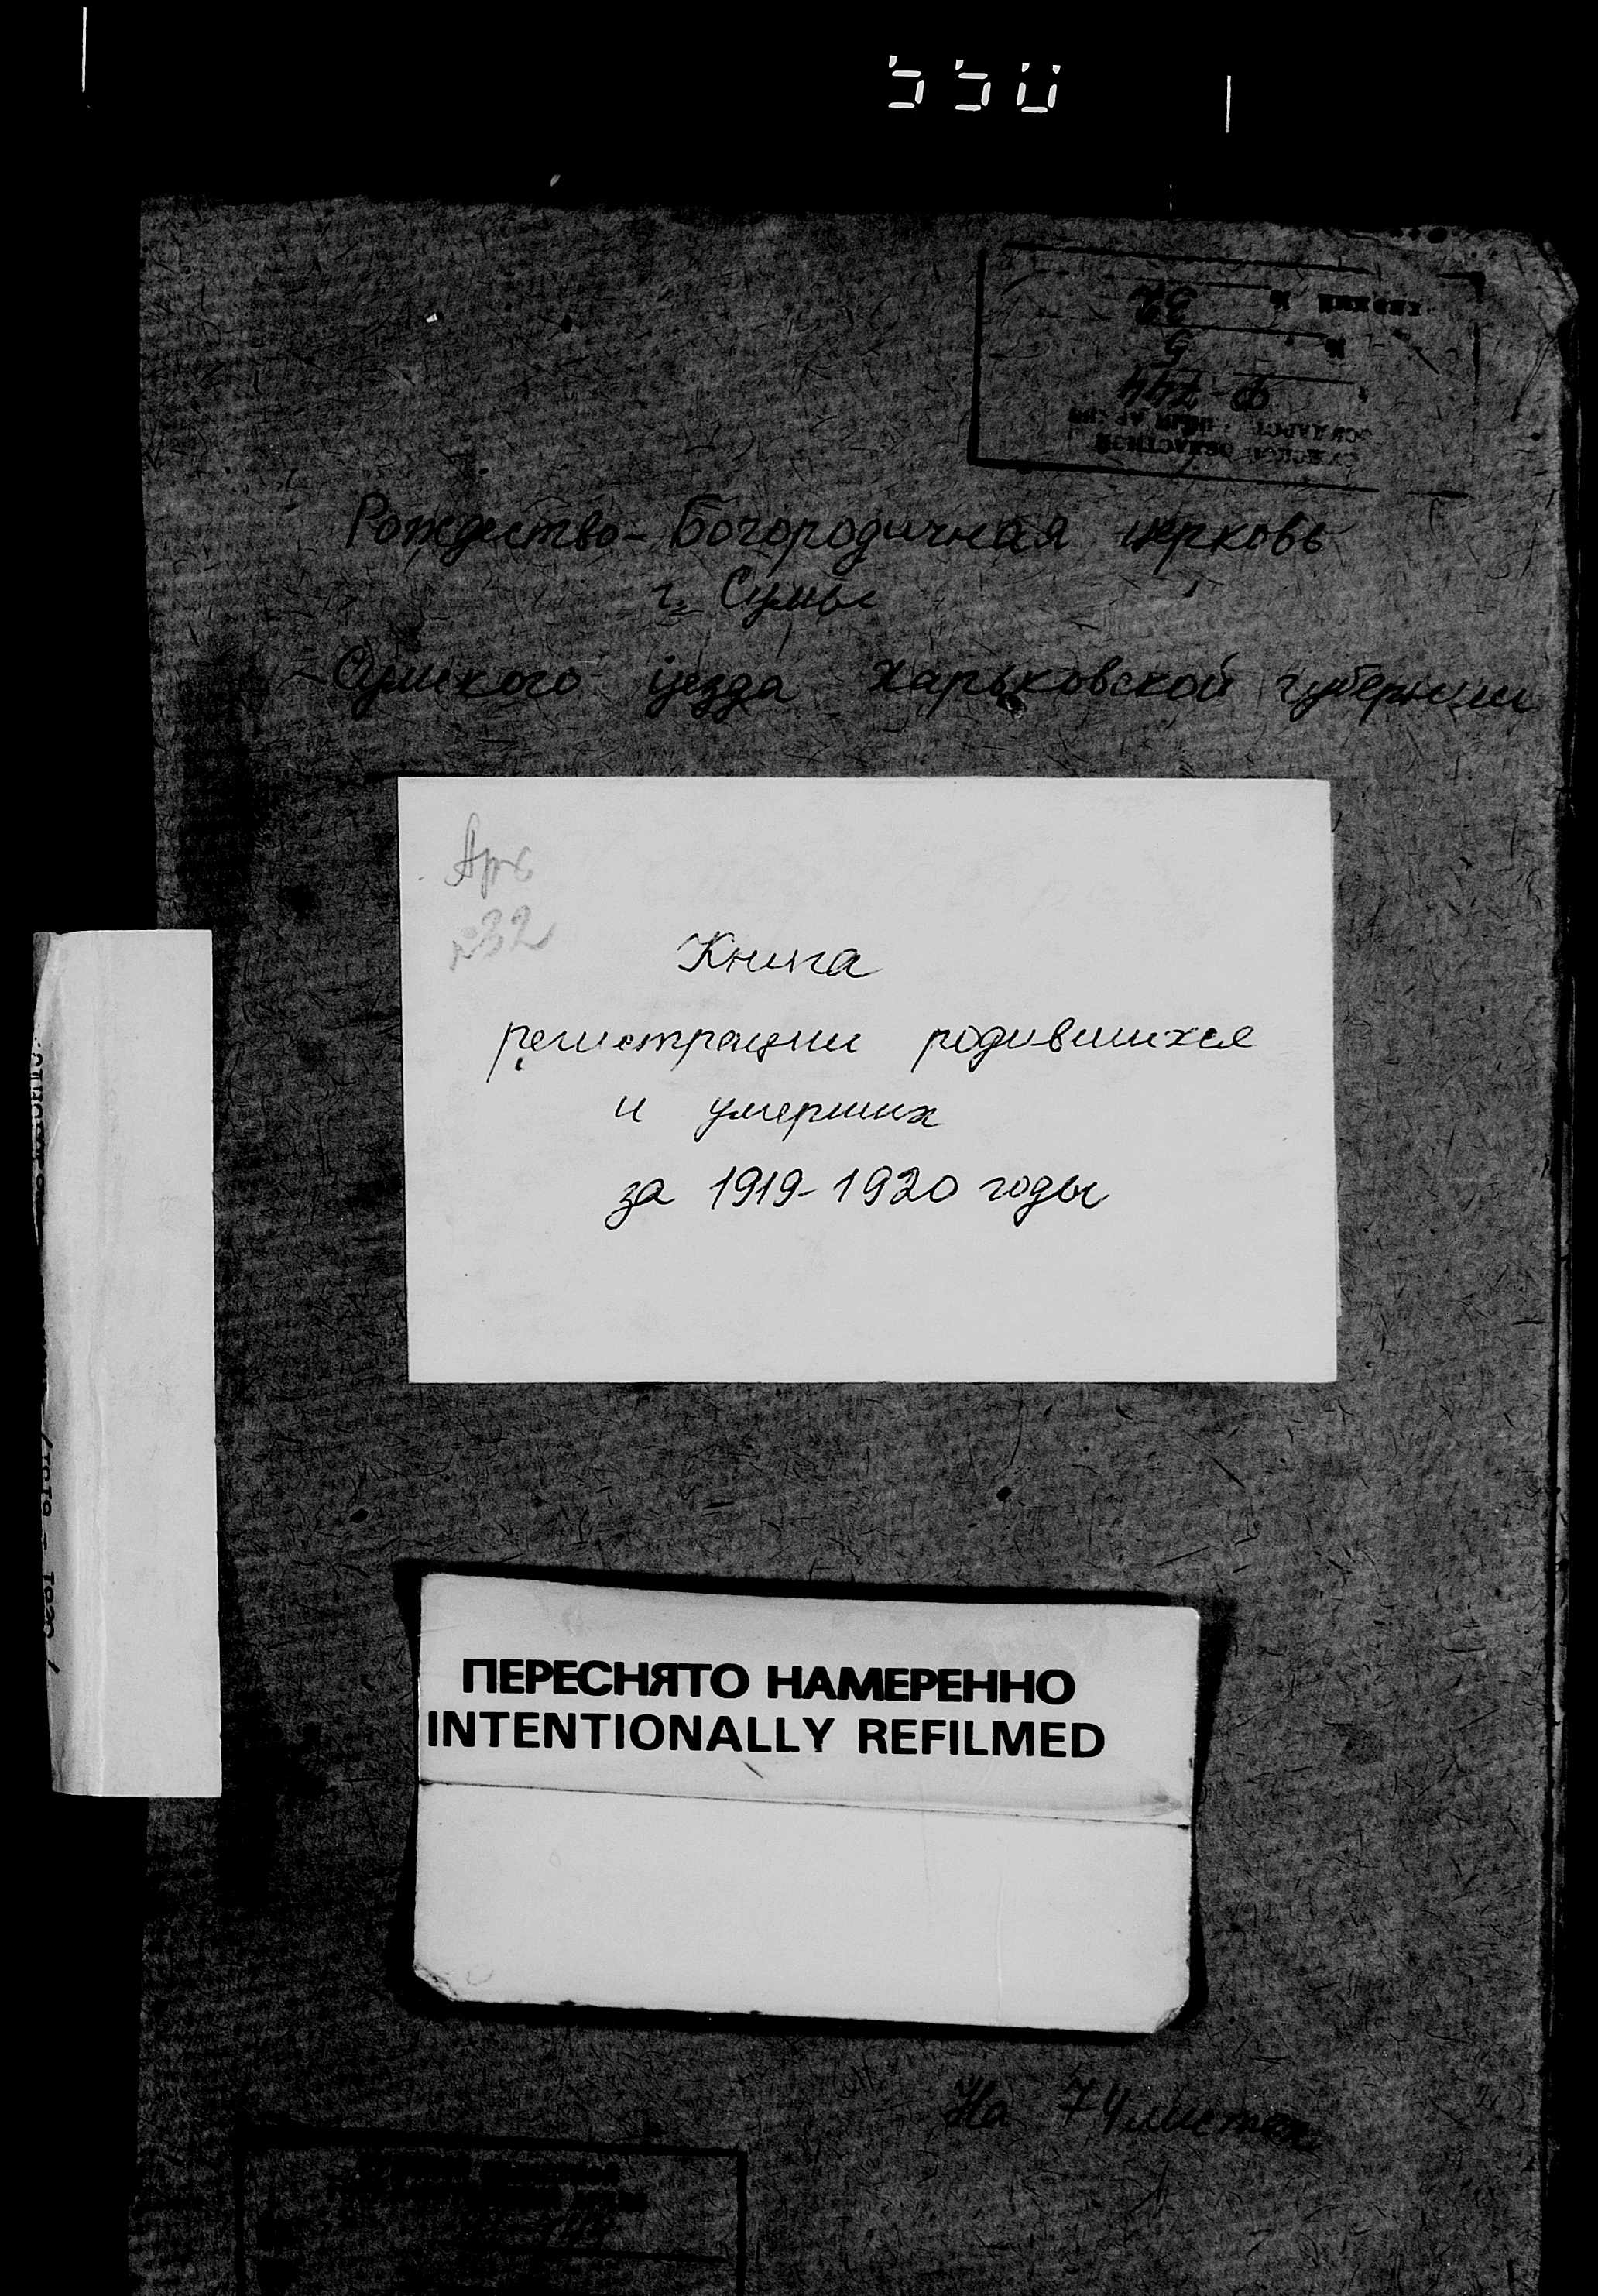 550
Рождество-Богородичная церковь
г. Сумы
Сумского уезда Харьковской губернии
Арх
№32
Книга
регистрации родившихся
и умерших
за 1919-1920 годы
ПЕРЕСНЯТО НАМЕРЕННО
INTENTIONALLY REFILMED
На 74 листах